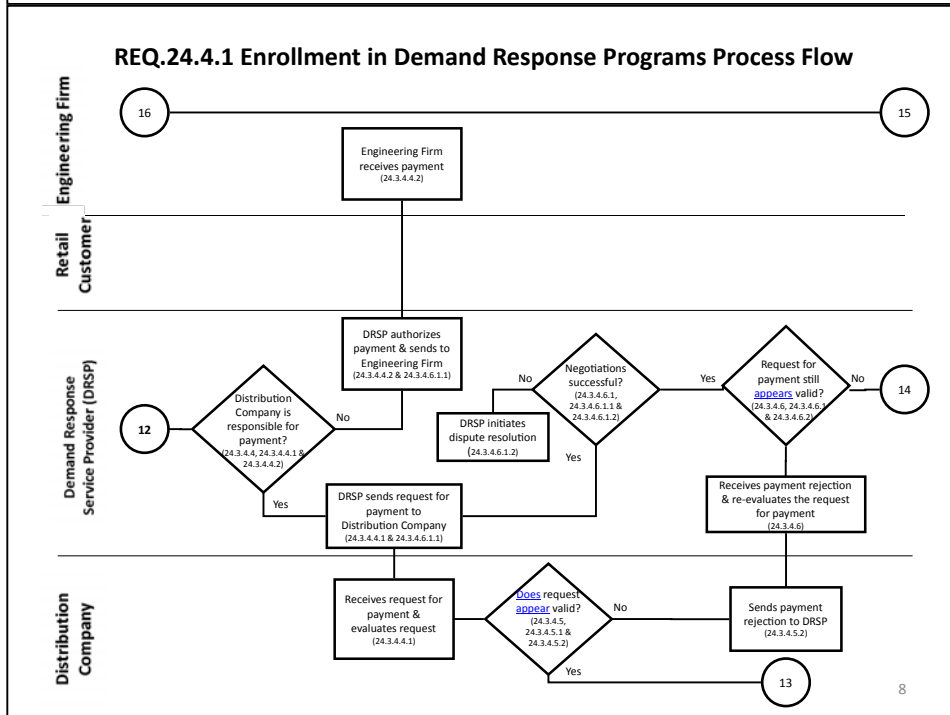 REQ.24.4.1 Enrollment in Demand Response Programs Process Flow
Engineering Firm
16
15
Engineering Firm
receives payment
(24.3.4.4.2)
Retail
Customer
Demand Response
Service Provider (DRSP)
DRSP authorizes
payment & sends to
Engineering Firm
(24.3.4.4.2 & 24.3.4.6.1.1)
12
Distribution
Company is
responsible for
payment?
(24.3.4.4, 24.3.4.4.1 &
24.3.4.4.2)
No
Yes
DRSP sends request for
payment to
Distribution Company
(24.3.4.4.1 & 24.3.4.6.1.1)
No
DRSP initiates
dispute resolution
(24.3.4.6.1.2)
Negotiations
successful?
(24.3.4.6.1,
24.3.4.6.1.1 &
24.3.4.6.1.2)
Yes
Yes
Request for
payment still
appears valid?
(24.3.4.6, 24.3.4.6.1
& 24.3.4.6.2)
No
14
Receives payment rejection
& re-evaluates the request
for payment
(24.3.4.6)
Distribution
Company
Receives request for
payment &
evaluates request
(24.3.4.4.1)
Does request
appear valid?
(24.3.4.5,
24.3.4.5.1 &
24.3.4.5.2)
No
Yes
Sends payment
rejection to DRSP
(24.3.4.5.2)
13
8